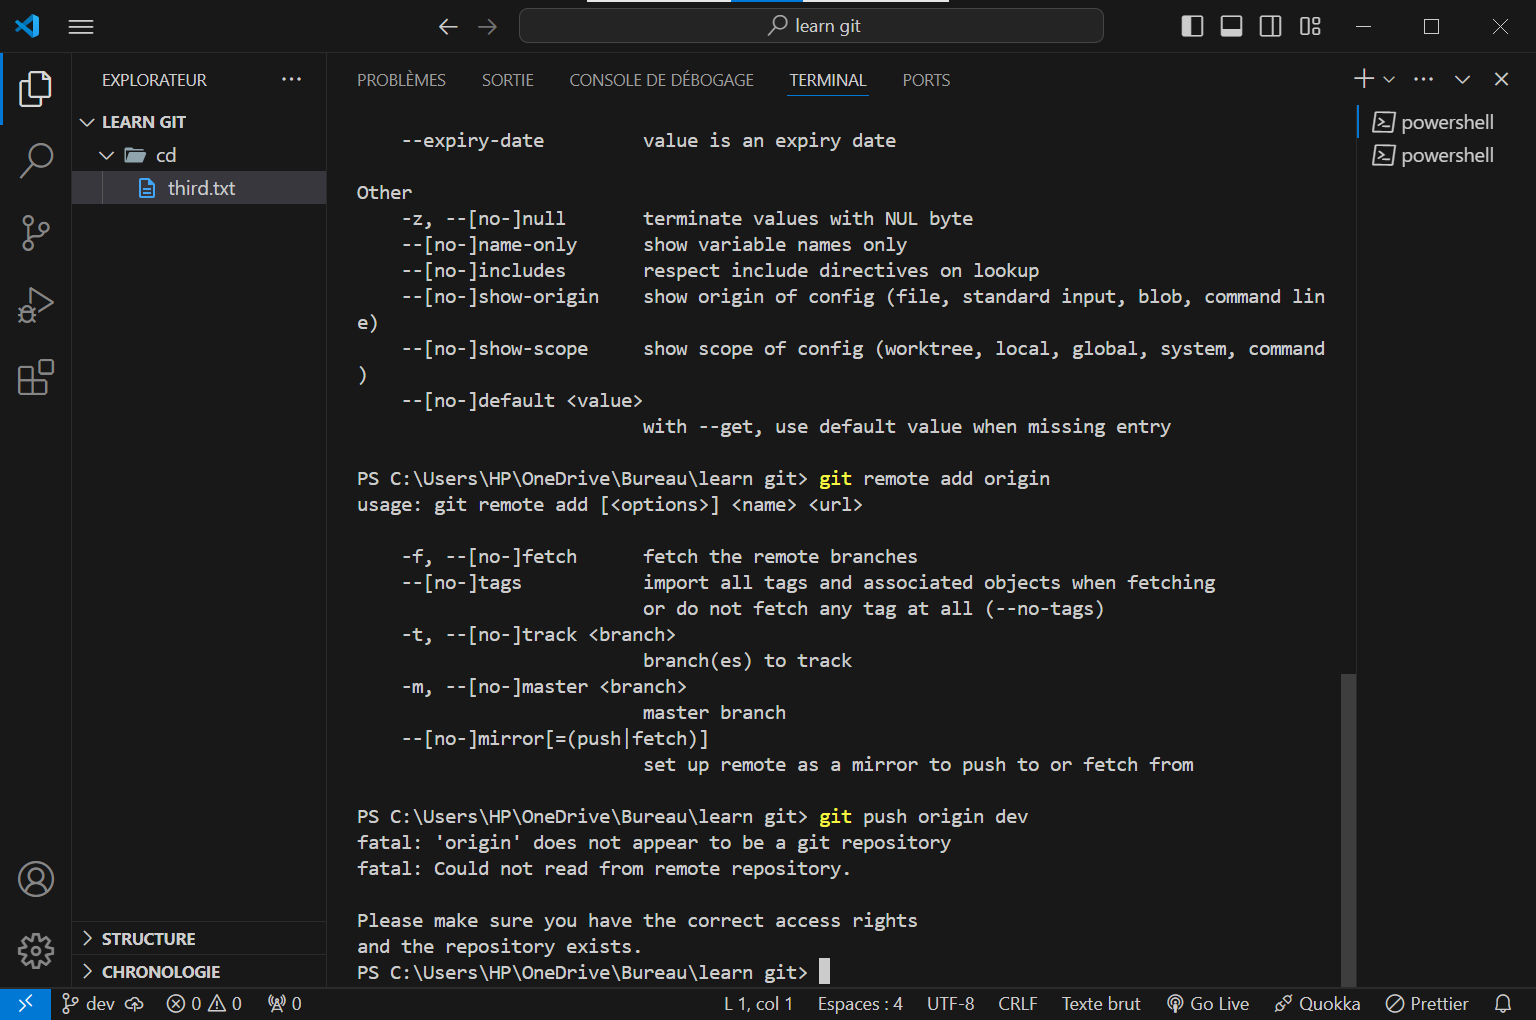 learn git
EXPLORATEUR
LEARN GIT
cd
third.txt
STRUCTURE
CHRONOLOGIE
PROBLÈMES SORTIE CONSOLE DE DÉBOGAGE TERMINAL PORTS
--expiry-date value is an expiry date
Other
-z, --[no-]null terminate values with NUL byte
--[no-]name-only show variable names only
--[no-]includes respect include directives on lookup
--[no-]show-origin show origin of config (file, standard input, blob, command lin
e)
--[no-]show-scope show scope of config (worktree, local, global, system, command
)
--[no-]default <value>
with --get, use default value when missing entry
PS C:\Users\HP\OneDrive\Bureau\learn git> git remote add origin
usage: git remote add [<options>] <name> <url>
-f, --[no-]fetch fetch the remote branches
--[no-]tags import all tags and associated objects when fetching
or do not fetch any tag at all (--no-tags)
-t, --[no-]track <branch>
branch(es) to track
-m, --[no-]master <branch>
master branch
--[no-]mirror[=(push|fetch)]
set up remote as a mirror to push to or fetch from
PS C:\Users\HP\OneDrive\Bureau\learn git> git push origin dev
fatal: 'origin' does not appear to be a git repository
fatal: Could not read from remote repository.
Please make sure you have the correct access rights
and the repository exists.
PS C:\Users\HP\OneDrive\Bureau\learn git>
powershell
powershell
dev 0 0 0 L 1, col 1 Espaces : 4 UTF-8 CRLF Texte brut Go Live Quokka Prettier